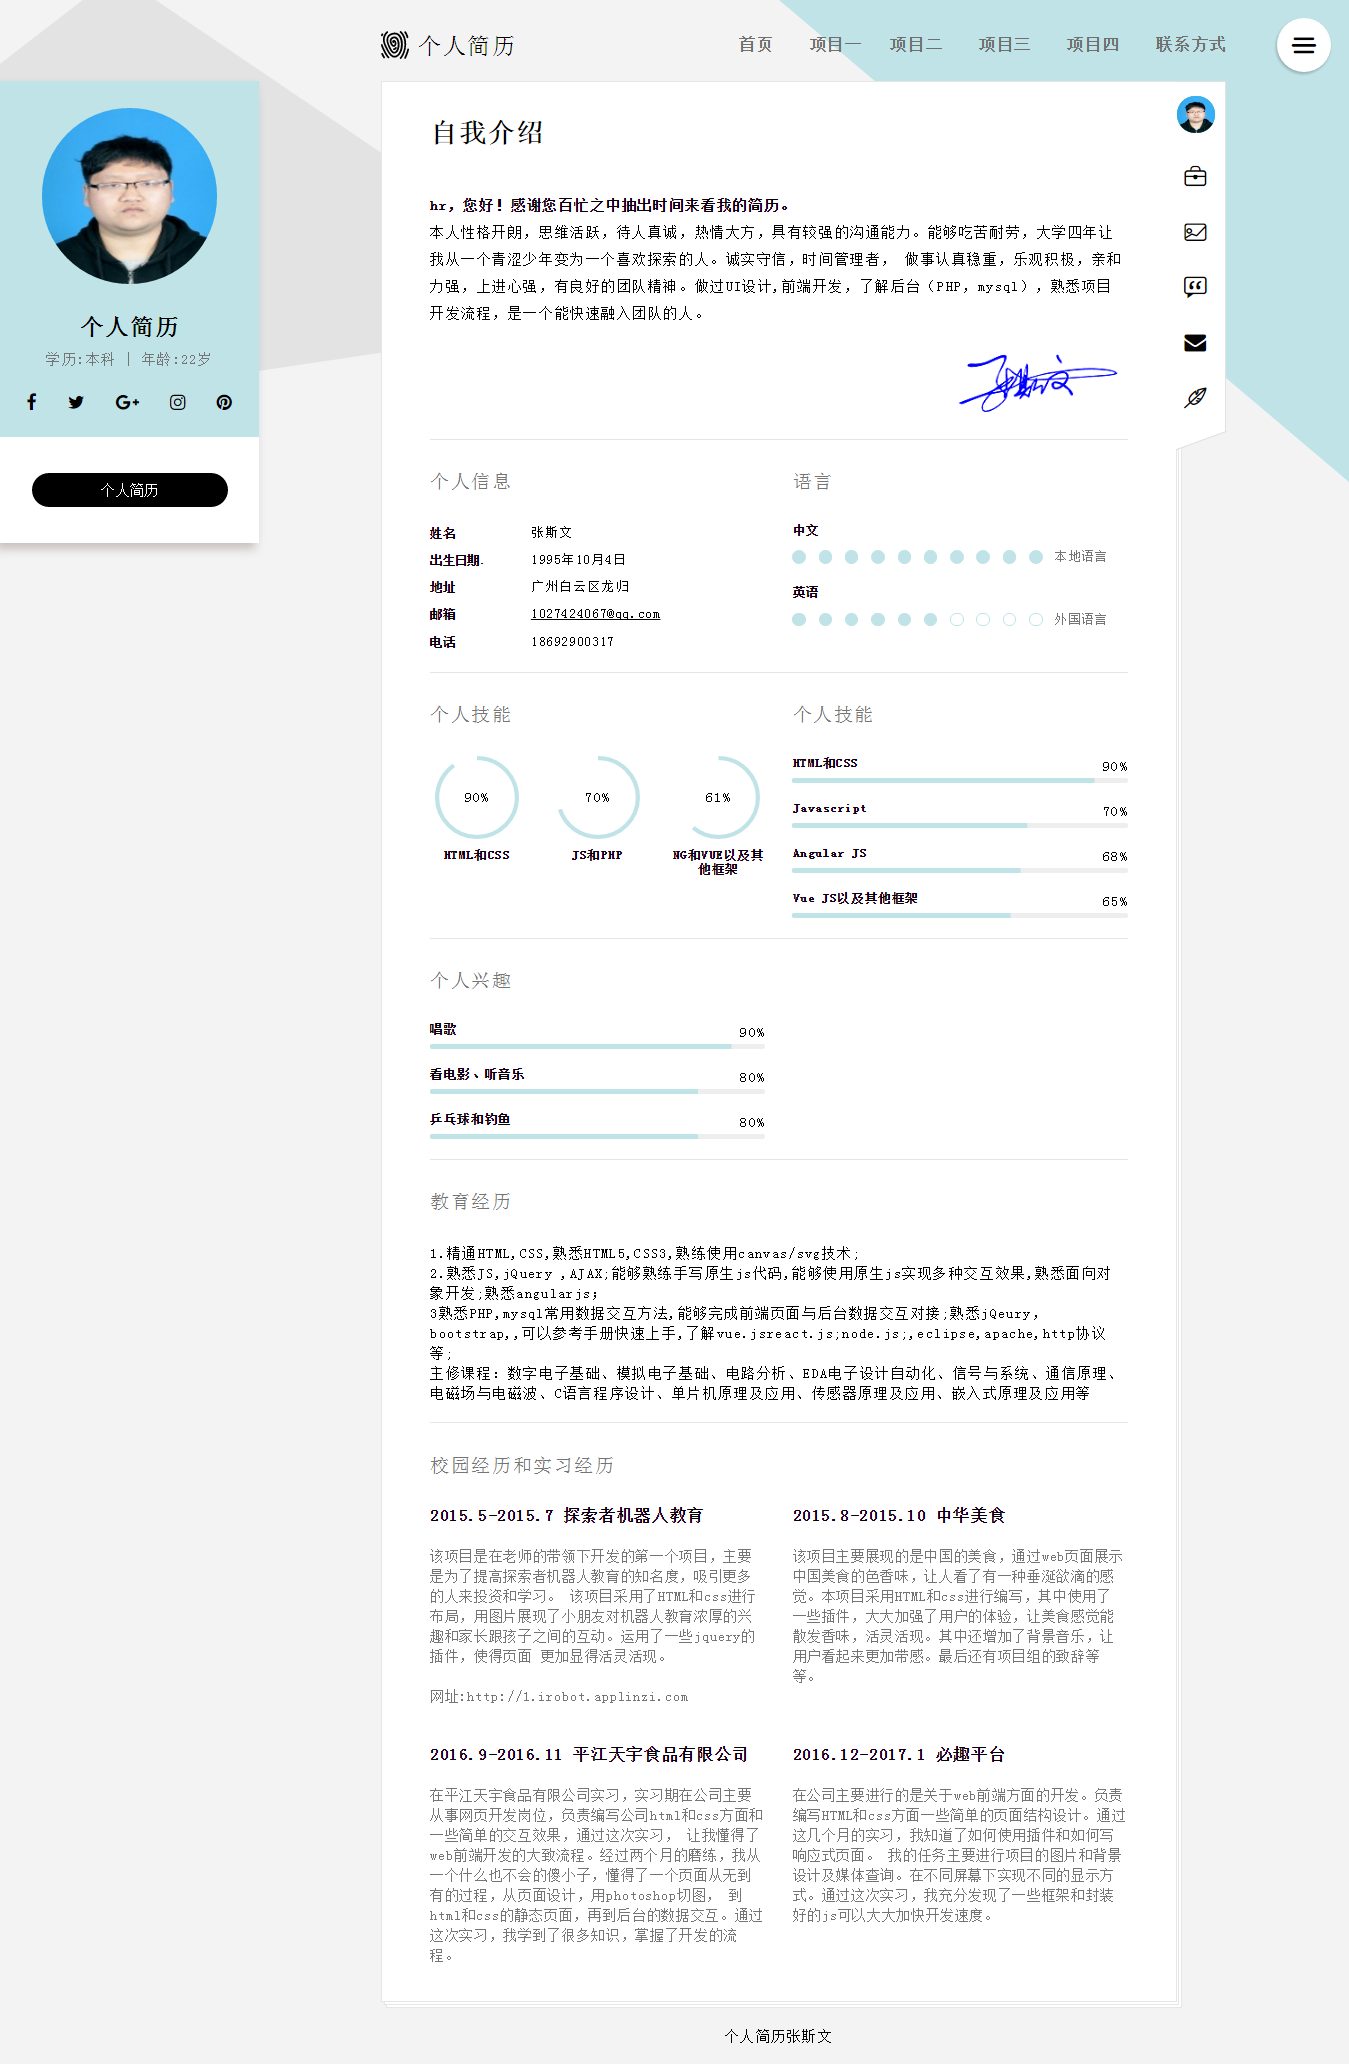 个人简历
首页 项目一 项目二 项目三 项目四 联系方式
个人简历
学历:本科 | 年龄:22岁
个人简历
自我介绍
hr，您好！感谢您百忙之中抽出时间来看我的简历。
本人性格开朗，思维活跃，待人真诚，热情大方，具有较强的沟通能力。能够吃苦耐劳，大学四年让
我从一个青涩少年变为一个喜欢探索的人。诚实守信，时间管理者， 做事认真稳重，乐观积极，亲和
力强，上进心强，有良好的团队精神。做过UI设计,前端开发，了解后台（PHP，mysql），熟悉项目
开发流程，是一个能快速融入团队的人。
张斯文
个人信息
姓名 张斯文
出生日期. 1995年10月4日
地址 广州白云区龙归
邮箱 1027424067@qq.com
电话 18692900317
语言
中文
本地语言
英语
外国语言
个人技能
90%
HTML和CSS
70%
JS和PHP
61%
NG和VUE以及其
他框架
个人技能
HTML和CSS 90%
Javascript 70%
Angular JS 68%
Vue JS以及其他框架 65%
个人兴趣
唱歌 90%
看电影、听音乐 80%
乒乓球和钓鱼 80%
教育经历
1.精通HTML,CSS,熟悉HTML5,CSS3,熟练使用canvas/svg技术;
2.熟悉JS,jQuery ,AJAX;能够熟练手写原生js代码,能够使用原生js实现多种交互效果,熟悉面向对
象开发;熟悉angularjs；
3熟悉PHP,mysql常用数据交互方法,能够完成前端页面与后台数据交互对接;熟悉jQeury，
bootstrap,,可以参考手册快速上手,了解vue.jsreact.js;node.js;,eclipse,apache,http协议
等;
主修课程：数字电子基础、模拟电子基础、电路分析、EDA电子设计自动化、信号与系统、通信原理、
电磁场与电磁波、C语言程序设计、单片机原理及应用、传感器原理及应用、嵌入式原理及应用等
校园经历和实习经历
2015.5-2015.7 探索者机器人教育
该项目是在老师的带领下开发的第一个项目，主要
是为了提高探索者机器人教育的知名度，吸引更多
的人来投资和学习。 该项目采用了HTML和css进行
布局，用图片展现了小朋友对机器人教育浓厚的兴
趣和家长跟孩子之间的互动。运用了一些jquery的
插件，使得页面 更加显得活灵活现。
网址:http://1.irobot.applinzi.com
2015.8-2015.10 中华美食
该项目主要展现的是中国的美食，通过web页面展示
中国美食的色香味，让人看了有一种垂涎欲滴的感
觉。本项目采用HTML和css进行编写，其中使用了
一些插件，大大加强了用户的体验，让美食感觉能
散发香味，活灵活现。其中还增加了背景音乐，让
用户看起来更加带感。最后还有项目组的致辞等
等。
2016.9-2016.11 平江天宇食品有限公司
在平江天宇食品有限公司实习，实习期在公司主要
从事网页开发岗位，负责编写公司html和css方面和
一些简单的交互效果，通过这次实习， 让我懂得了
web前端开发的大致流程。经过两个月的磨练，我从
一个什么也不会的傻小子，懂得了一个页面从无到
有的过程，从页面设计，用photoshop切图， 到
html和css的静态页面，再到后台的数据交互。通过
这次实习，我学到了很多知识，掌握了开发的流
程。
2016.12-2017.1 必趣平台
在公司主要进行的是关于web前端方面的开发。负责
编写HTML和css方面一些简单的页面结构设计。通过
这几个月的实习，我知道了如何使用插件和如何写
响应式页面。 我的任务主要进行项目的图片和背景
设计及媒体查询。在不同屏幕下实现不同的显示方
式。通过这次实习，我充分发现了一些框架和封装
好的js可以大大加快开发速度。
个人简历张斯文